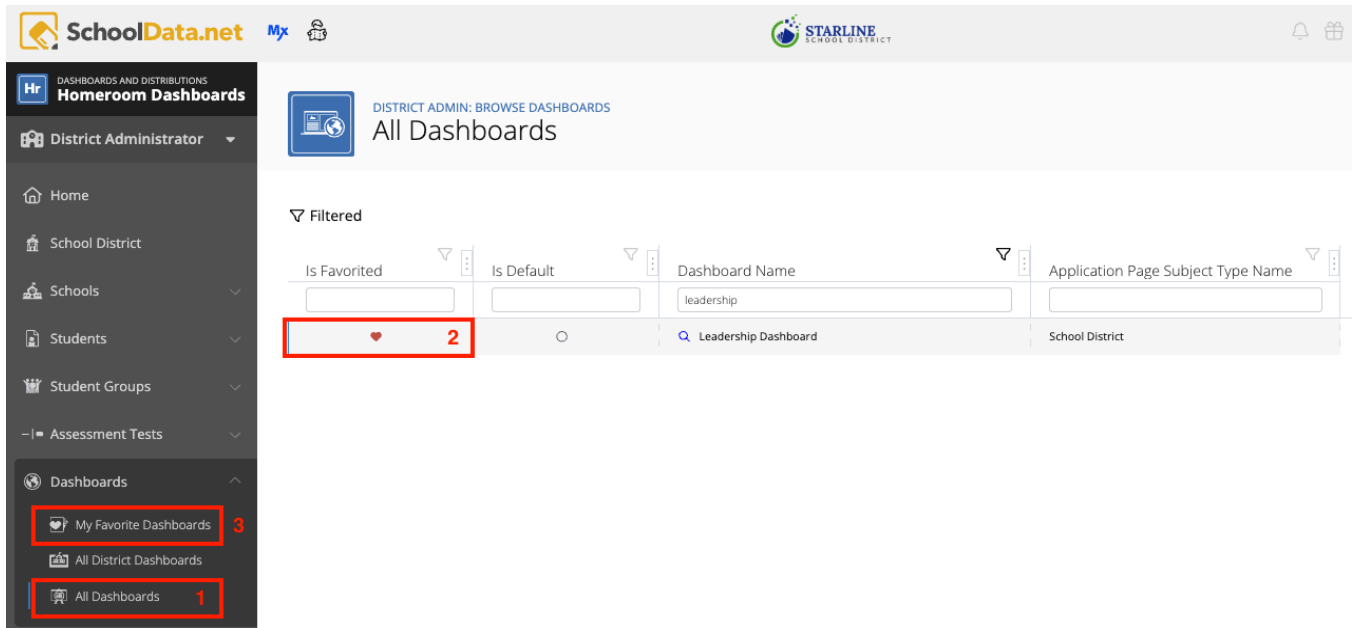 SchoolData.net
Mx
STARLINE
SCHOOL DISTRICT
Hr
DASHBOARDS AND DISTRIBUTIONS
Homeroom Dashboards
District Administrator
Home
School District
Schools
Students
Student Groups
Assessment Tests
Dashboards
My Favorite Dashboards 3
All District Dashboards
All Dashboards 1
DISTRICT ADMIN: BROWSE DASHBOARDS
All Dashboards
Filtered
Is Favorited Is Default Dashboard Name Application Page Subject Type Name
leadership
2 Leadership Dashboard School District